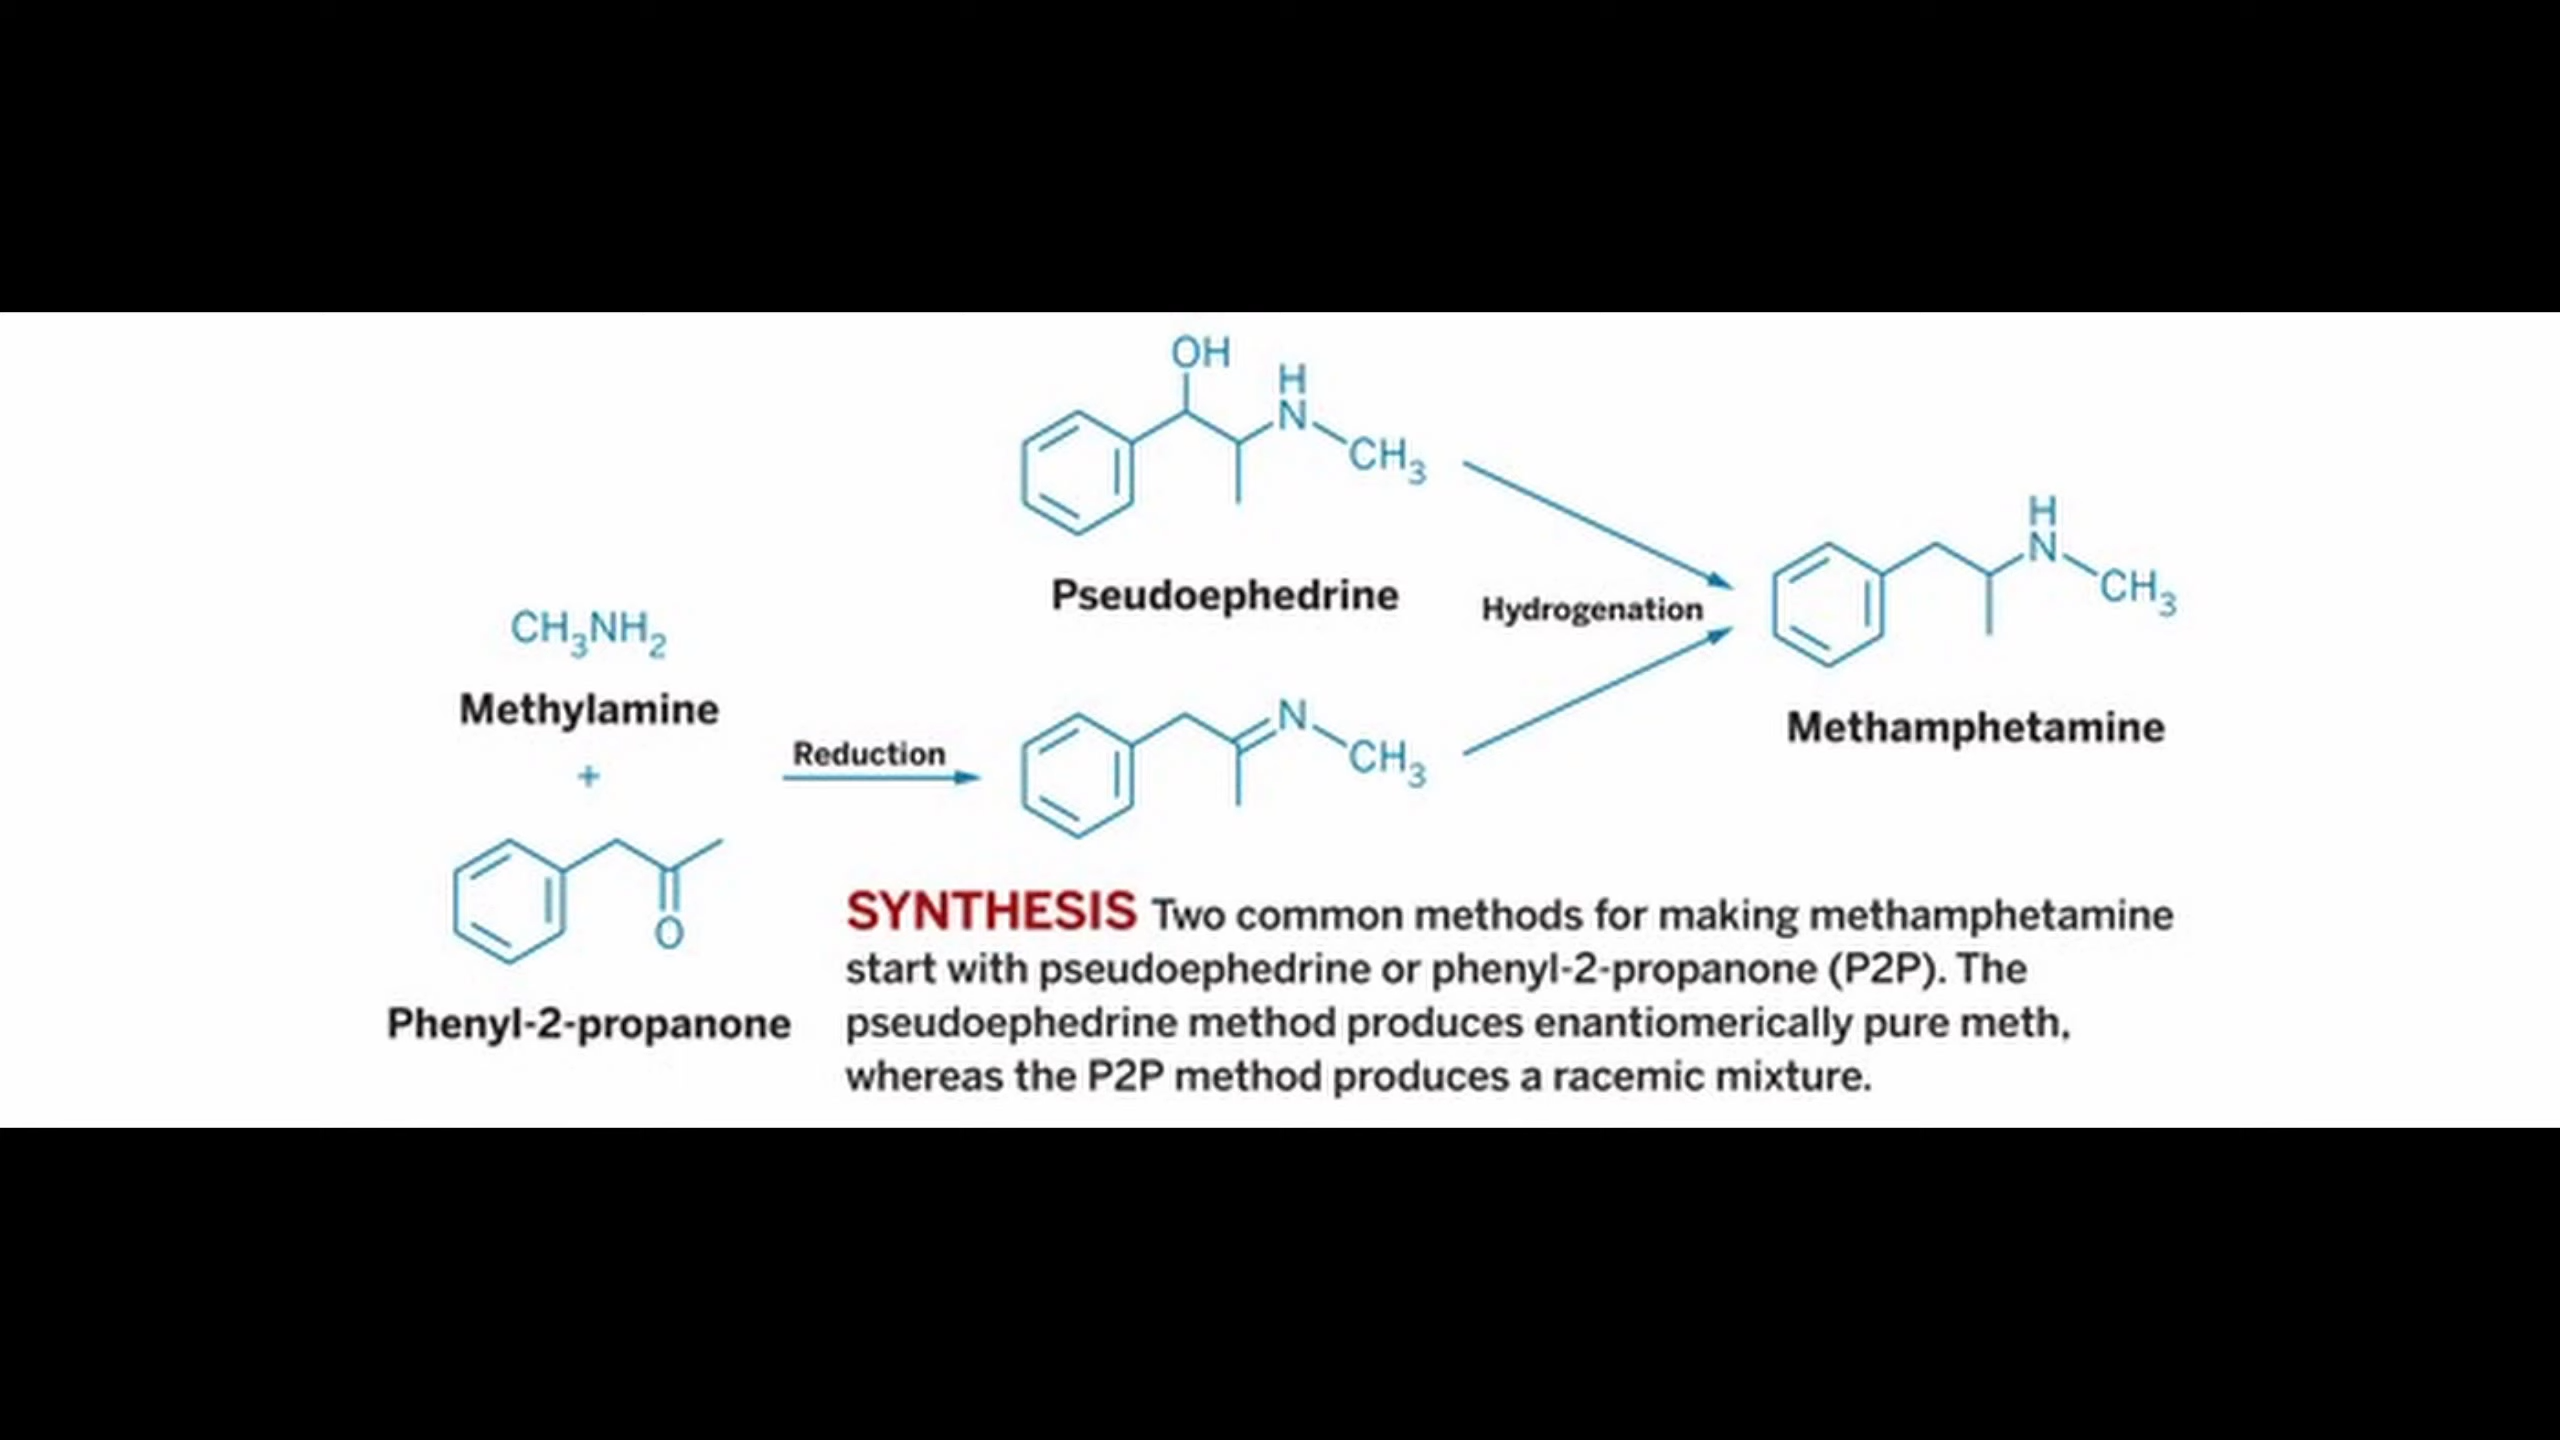 OH
H
N
CH3
Pseudoephedrine
Hydrogenation
H
N
CH3
Methamphetamine
CH3NH2
Methylamine
+
Reduction
N
CH3
O
Phenyl-2-propanone
SYNTHESIS Two common methods for making methamphetamine
start with pseudoephedrine or phenyl-2-propanone (P2P). The
pseudoephedrine method produces enantiomerically pure meth,
whereas the P2P method produces a racemic mixture.